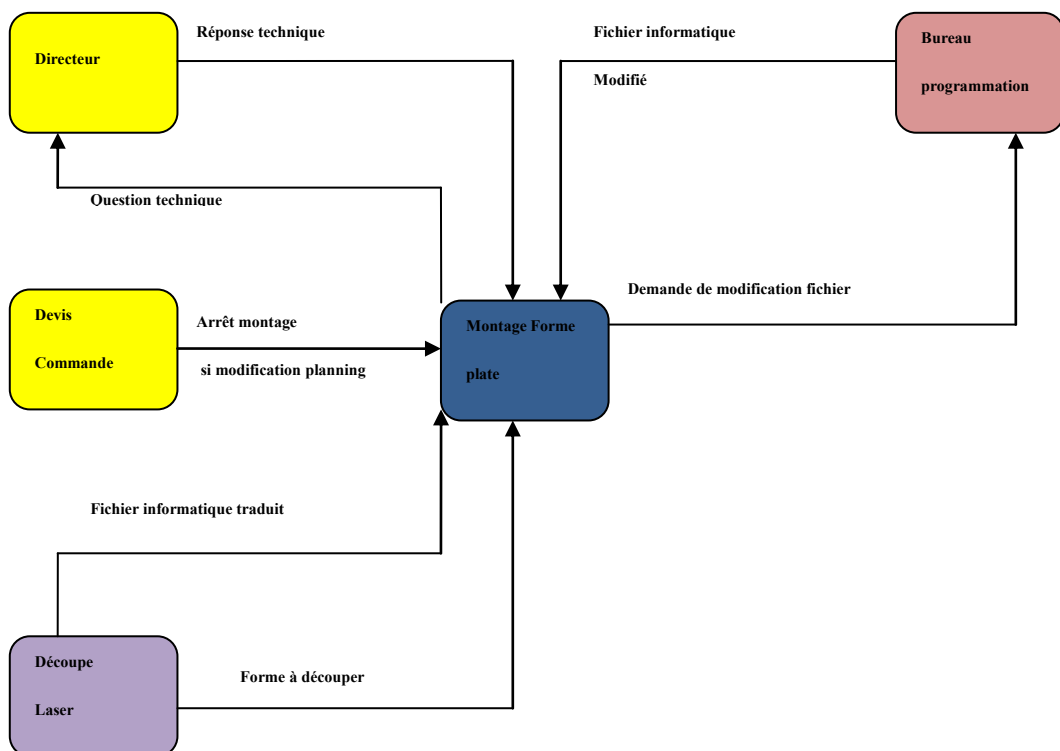 Réponse technique
Fichier informatique
Bureau
Directeur
Modifié
programmation
Question technique
Demande de modification fichier
Devis
Arrêt montage
Montage Forme
Commande
si modification planning
plate
Fichier informatique traduit
Découpe
Forme à découper
Laser